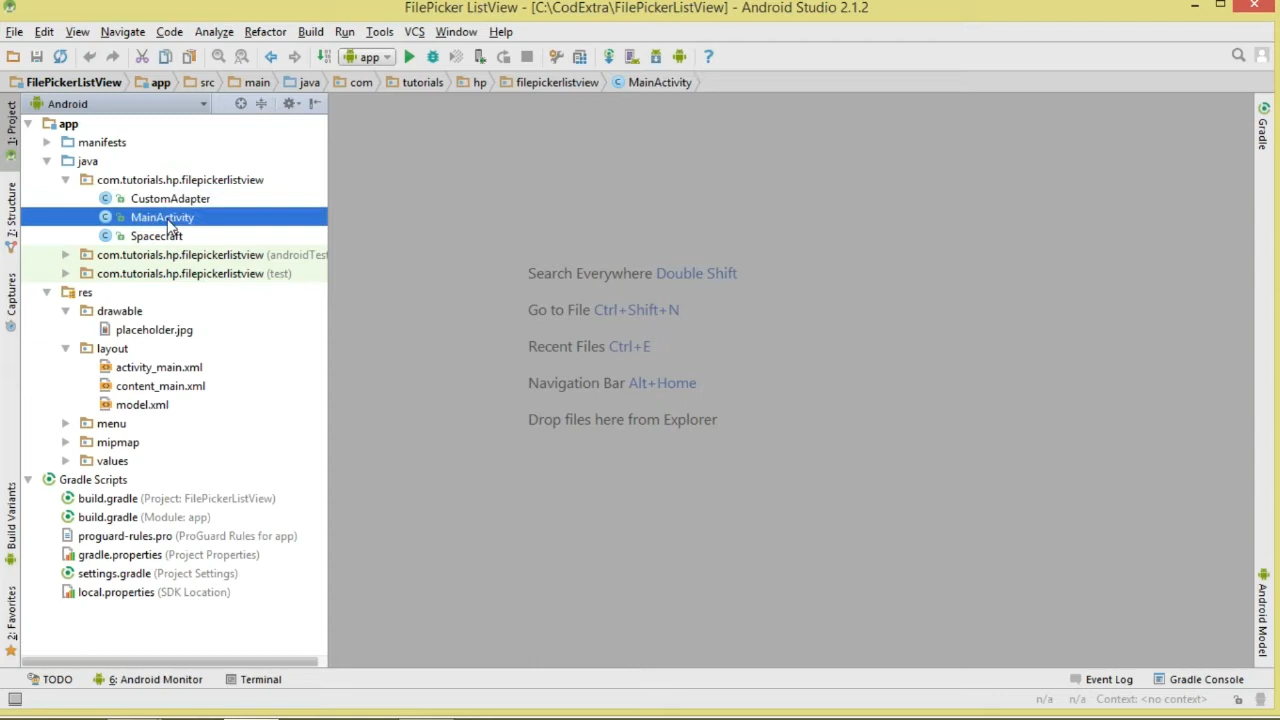 FilePicker ListView - [C:\CodExtra\FilePickerListView] - Android Studio 2.1.2
File Edit View Navigate Code Analyze Refactor Build Run Tools VCS Window Help
app
FilePickerListView app src main java com tutorials hp filepickerlistview MainActivity
Android
app
manifests
java
com.tutorials.hp.filepickerlistview
CustomAdapter
MainActivity
Spacecraft
com.tutorials.hp.filepickerlistview (androidTest
com.tutorials.hp.filepickerlistview (test)
res
drawable
placeholder.jpg
layout
activity_main.xml
content_main.xml
model.xml
menu
mipmap
values
Gradle Scripts
build.gradle (Project: FilePickerListView)
build.gradle (Module: app)
proguard-rules.pro (ProGuard Rules for app)
gradle.properties (Project Properties)
settings.gradle (Project Settings)
local.properties (SDK Location)
1: Project
7: Structure
Captures
Build Variants
2: Favorites
Search Everywhere Double Shift
Go to File Ctrl+Shift+N
Recent Files Ctrl+E
Navigation Bar Alt+Home
Drop files here from Explorer
Gradle
Android Model
TODO 6: Android Monitor Terminal Event Log Gradle Console
n/a n/a Context: <no context>